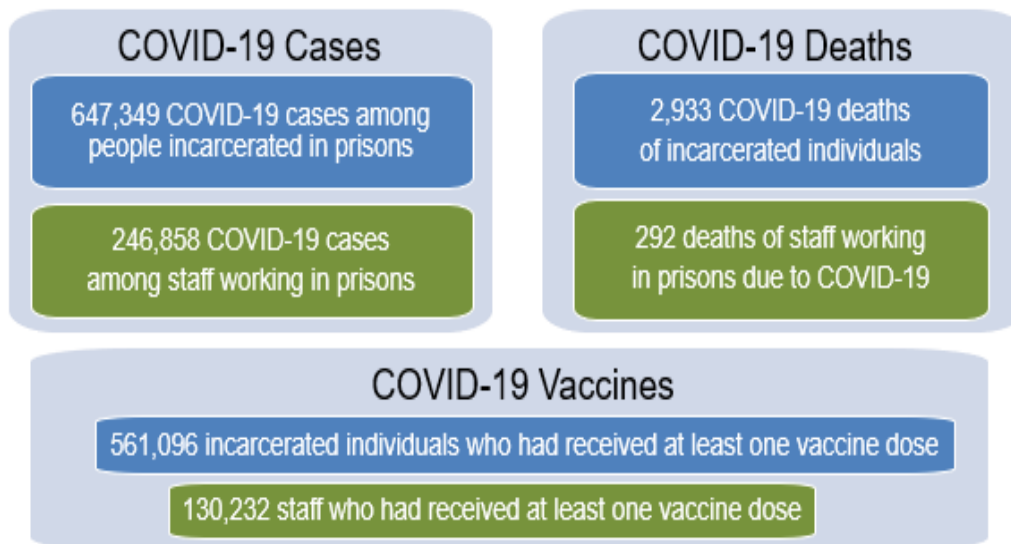 COVID-19 Cases
647,349 COVID-19 cases among
people incarcerated in prisons
246,858 COVID-19 cases
among staff working in prisons
COVID-19 Deaths
2,933 COVID-19 deaths
of incarcerated individuals
292 deaths of staff working
in prisons due to COVID-19
COVID-19 Vaccines
561,096 incarcerated individuals who had received at least one vaccine dose
130,232 staff who had received at least one vaccine dose